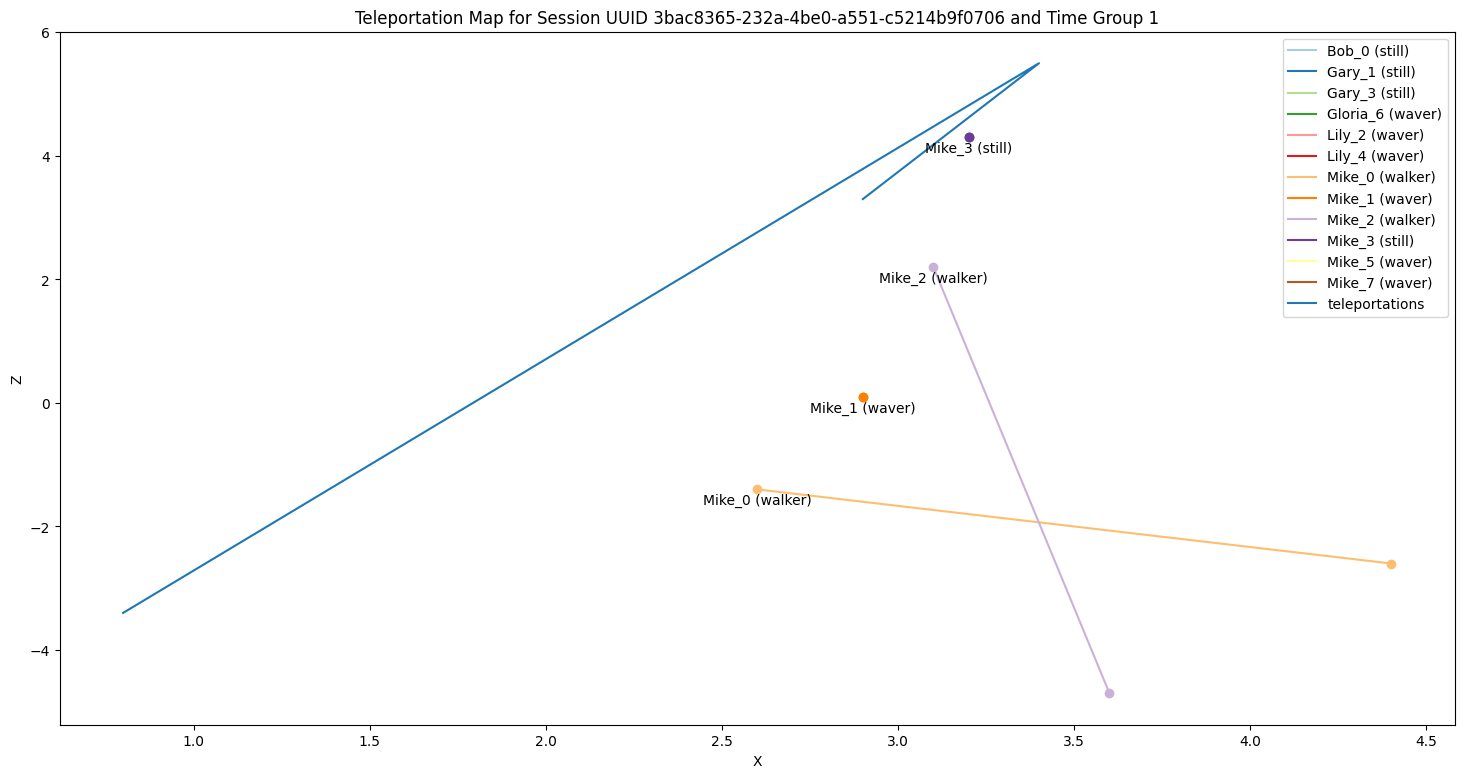 Teleportation Map for Session UUID 3bac8365-232a-4be0-a551-c5214b9f0706 and Time Group 1
6
4
2
0
−2
−4
Z
Bob_0 (still)
Gary_1 (still)
Gary_3 (still)
Gloria_6 (waver)
Lily_2 (waver)
Lily_4 (waver)
Mike_0 (walker)
Mike_1 (waver)
Mike_2 (walker)
Mike_3 (still)
Mike_5 (waver)
Mike_7 (waver)
teleportations
Mike_3 (still)
Mike_2 (walker)
Mike_1 (waver)
Mike_0 (walker)
1.0 1.5 2.0 2.5 3.0 3.5 4.0 4.5
X